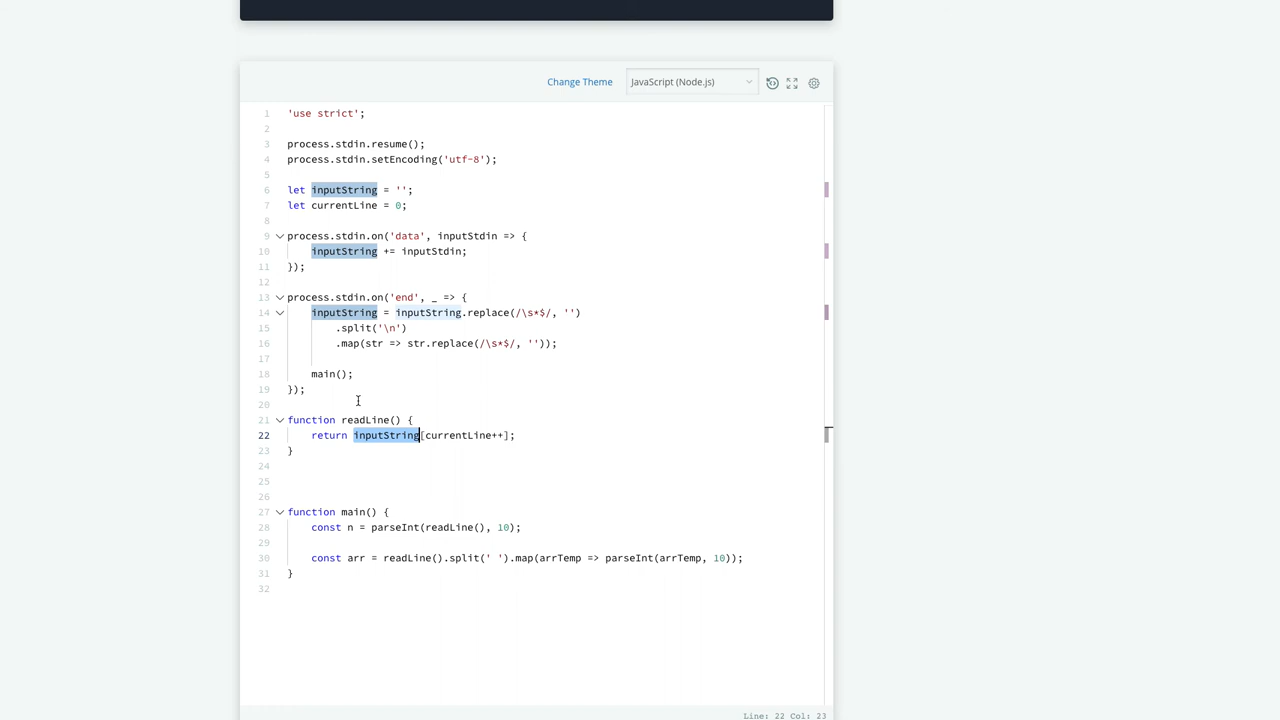 Change Theme JavaScript (Node.js)
1 'use strict';
2
3 process.stdin.resume();
4 process.stdin.setEncoding('utf-8');
5
6 let inputString = '';
7 let currentLine = 0;
8
9 process.stdin.on('data', inputStdin => {
10 inputString += inputStdin;
11 });
12
13 process.stdin.on('end', _ => {
14 inputString = inputString.replace(/\s*$/, '')
15 .split('\n')
16 .map(str => str.replace(/\s*$/, ''));
17
18 main();
19 });
20
21 function readLine() {
22 return inputString[currentLine++];
23 }
24
25
26
27 function main() {
28 const n = parseInt(readLine(), 10);
29
30 const arr = readLine().split(' ').map(arrTemp => parseInt(arrTemp, 10));
31 }
32
Line: 22 Col: 23